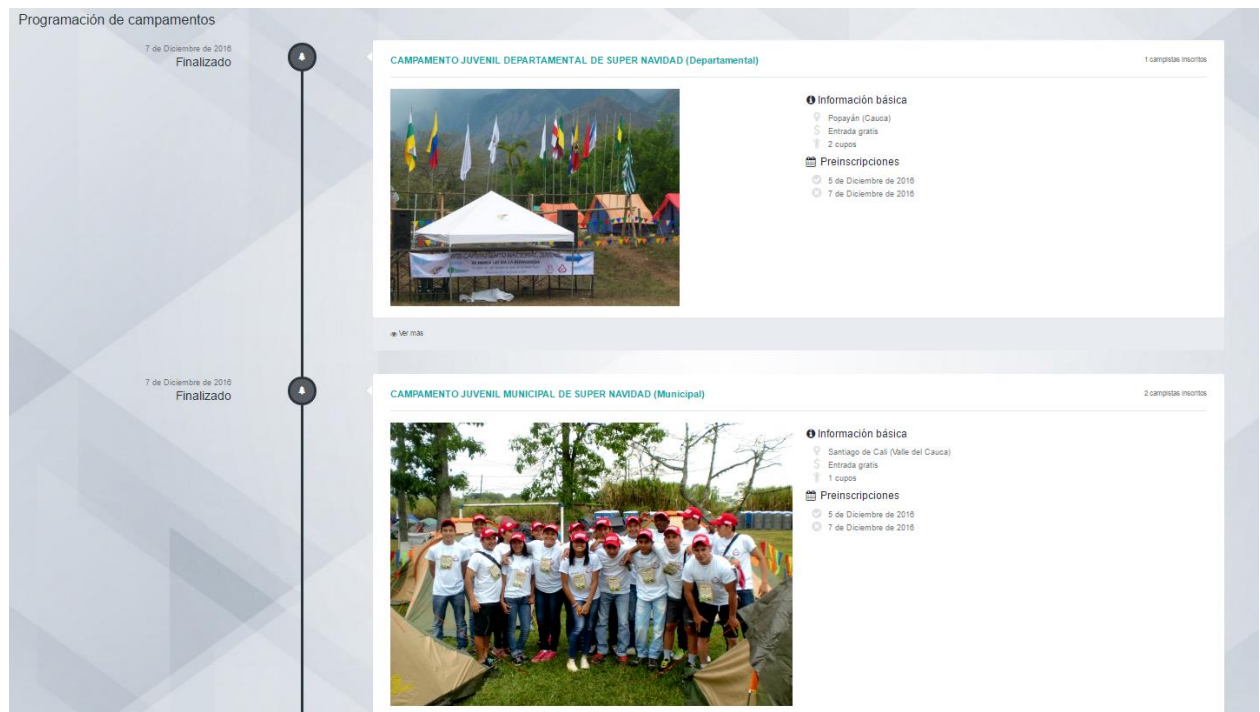 Programación de campamentos
7 de Diciembre de 2016
Finalizado
CAMPAMENTO JUVENIL DEPARTAMENTAL DE SUPER NAVIDAD (Departamental)
1 campistas inscritos
Información básica
Popayán (Cauca)
Entrada gratis
2 cupos
Preinscripciones
5 de Diciembre de 2016
7 de Diciembre de 2016
CAMPAMENTO NACIONAL JUVENIL
Ver más
7 de Diciembre de 2016
Finalizado
CAMPAMENTO JUVENIL MUNICIPAL DE SUPER NAVIDAD (Municipal)
2 campistas inscritos
Información básica
Santiago de Cali (Valle del Cauca)
Entrada gratis
1 cupos
Preinscripciones
5 de Diciembre de 2016
7 de Diciembre de 2016